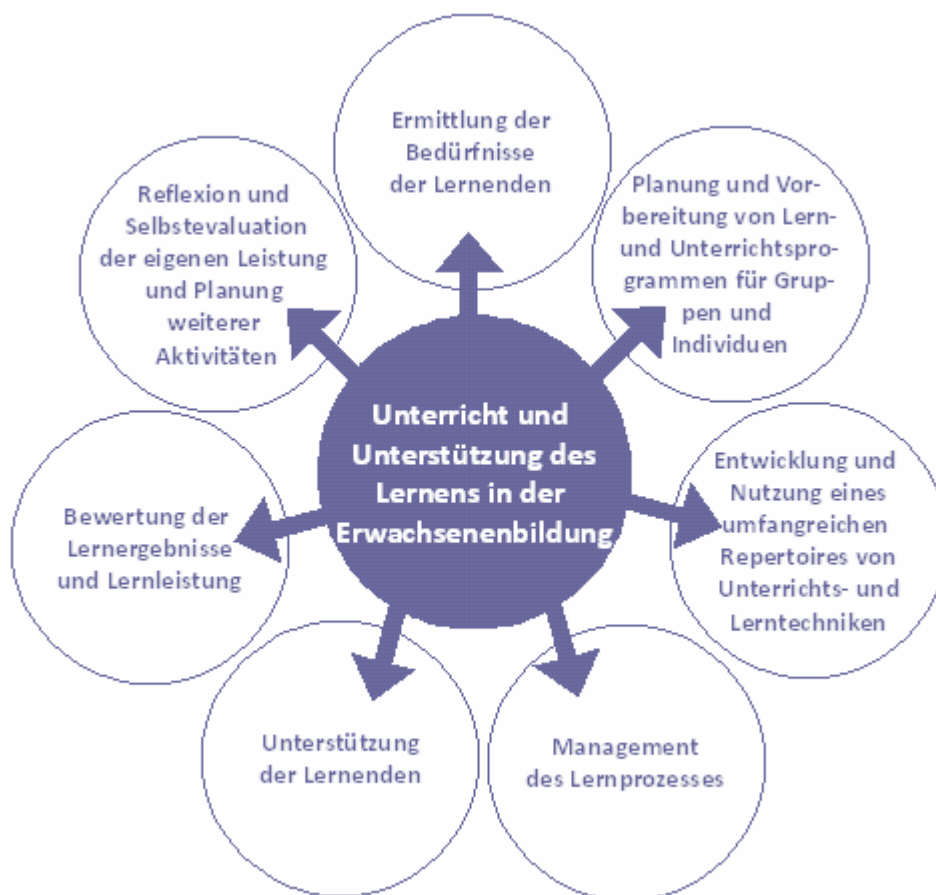 Ermittlung der
Bedürfnisse
der Lernenden
Planung und Vor-
bereitung von Lern-
und Unterrichtspro-
grammen für Grup-
pen und
Individuen
Entwicklung und
Nutzung eines
umfangreichen
Repertoires von
Unterrichts- und
Lerntechniken
Management
des Lernprozesses
Unterstützung
der Lernenden
Bewertung der
Lernergebnisse
und Lernleistung
Reflexion und
Selbstevaluation
der eigenen Leistung
und Planung
weiterer
Aktivitäten
Unterricht und
Unterstützung des
Lernens in der
Erwachsenenbildung